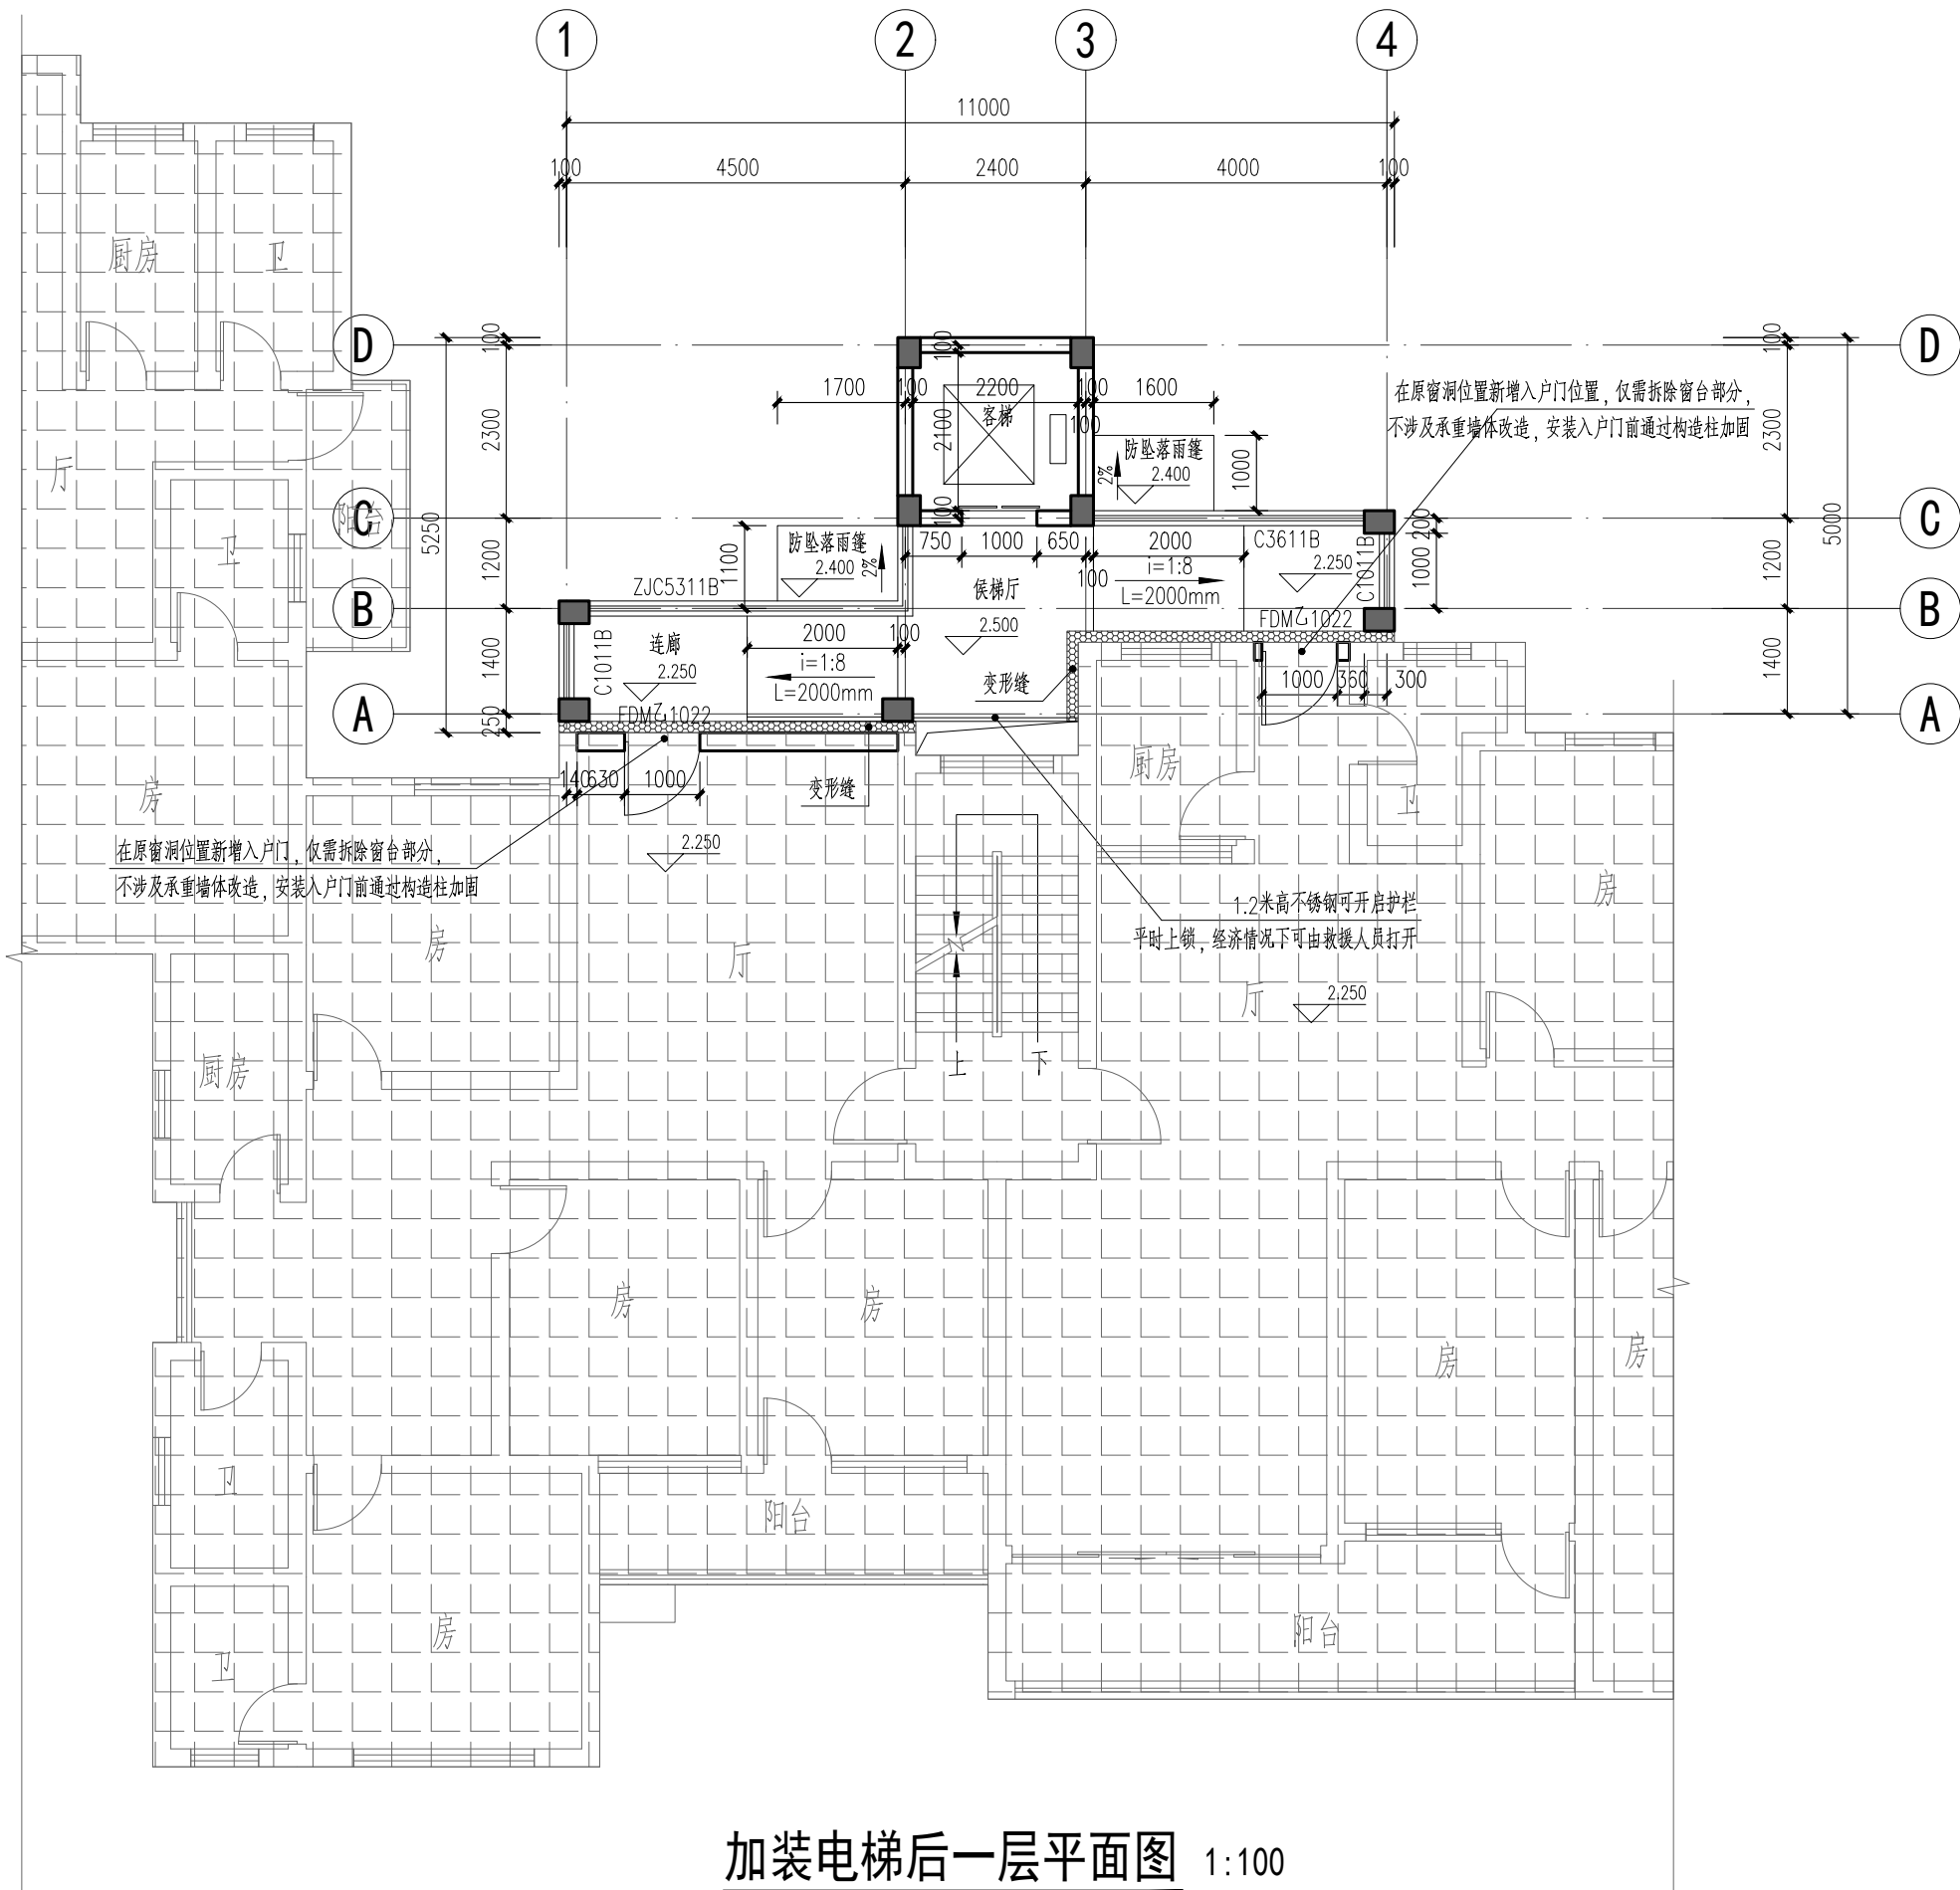 1
2
3
4
11000
100
4500
2400
4000
100
厨房
卫
D
100
100
100
D
1700
100
2200
100
1600
客梯
100
在原窗洞位置新增入户门位置，仅需拆除窗台部分，
不涉及承重墙体改造，安装入户门前通过构造柱加固
2300
2100
防坠落雨篷
2%
2.400
1000
2300
厅
C
阳台
100
200
C
5250
5000
卫
1200
1100
防坠落雨篷
2.400
2%
750
1000
650
2000
C3611B
i=1:8
2.250
100
L=2000mm
C1011B
1000
1200
ZJC5311B
侯梯厅
B
FDM乙1022
B
C1011B
连廊
2000
100
2.500
1400
2.250
i=1:8
L=2000mm
变形缝
1000
360
300
1400
A
250
FDM乙1022
A
房
140
630
1000
变形缝
厨房
卫
2.250
在原窗洞位置新增入户门，仅需拆除窗台部分，
不涉及承重墙体改造，安装入户门前通过构造柱加固
房
1.2米高不锈钢可开启护栏
平时上锁，经济情况下可由救援人员打开
房
厅
厅
2.250
厨房
上
下
房
房
房
房
卫
阳台
房
阳台
卫
加装电梯后一层平面图 1:100